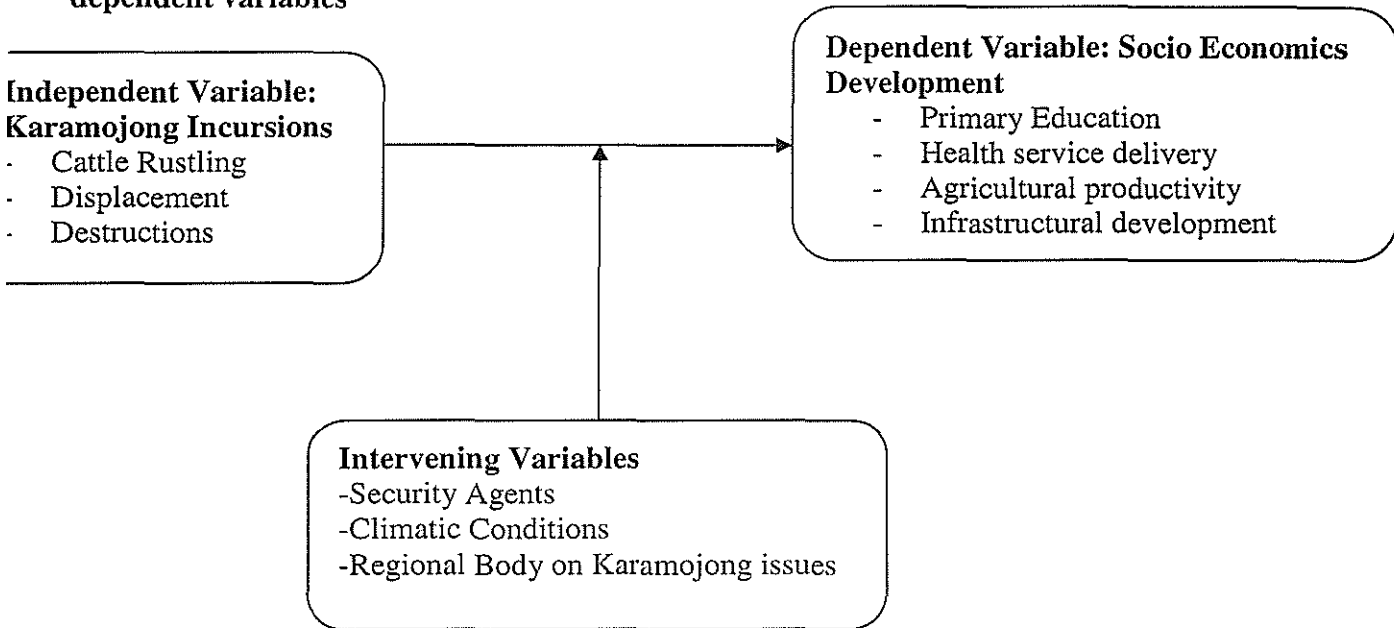 dependent variables
Independent Variable:
Karamojong Incursions
- Cattle Rustling
- Displacement
- Destructions
Dependent Variable: Socio Economics
Development
- Primary Education
- Health service delivery
- Agricultural productivity
- Infrastructural development
Intervening Variables
-Security Agents
-Climatic Conditions
-Regional Body on Karamojong issues